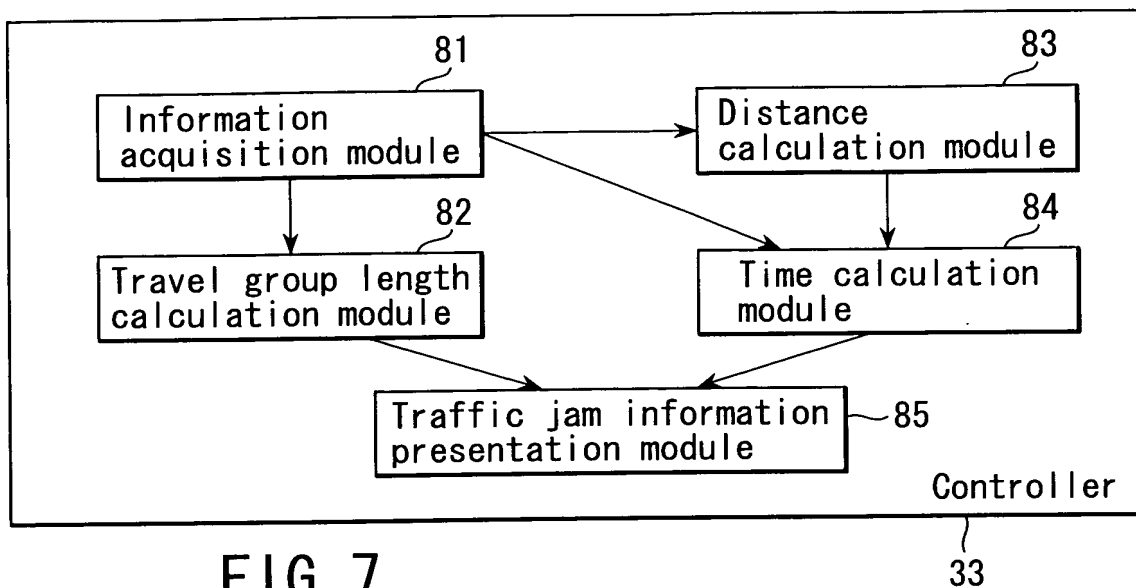 81
Information
acquisition module
83
Distance
calculation module
82
Travel group length
calculation module
84
Time calculation
module
Traffic jam information
presentation module
85
Controller
33
FIG. 7